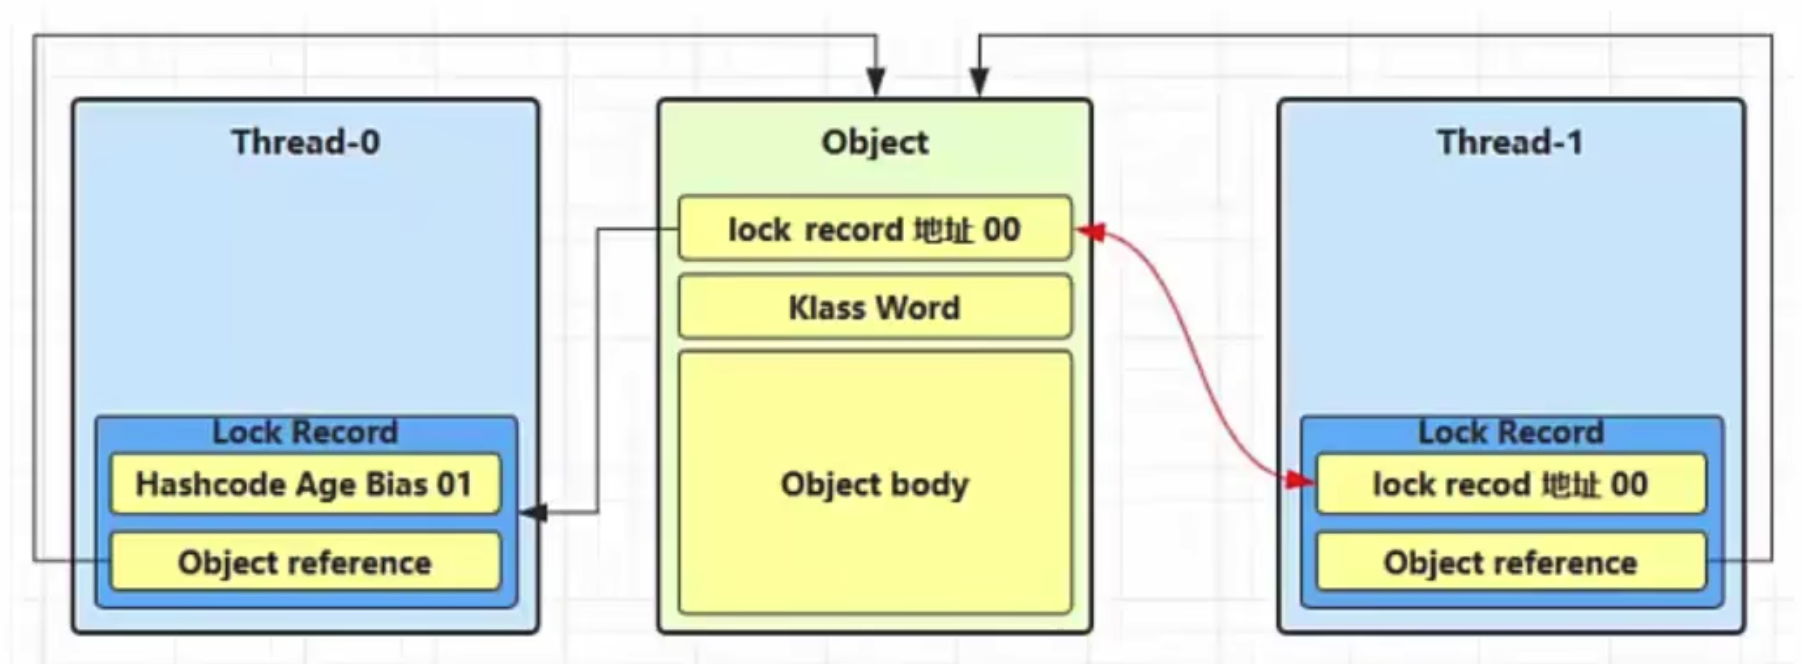 Thread-0
Lock Record
Hashcode Age Bias 01
Object reference
Object
lock record 地址 00
Klass Word
Object body
Thread-1
Lock Record
lock recod 地址 00
Object reference